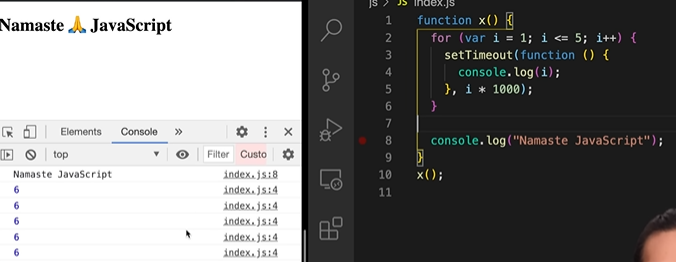 Namaste 🙏 JavaScript
Elements Console »
top Filter Custo
Namaste JavaScript index.js:8
6 index.js:4
6 index.js:4
6 index.js:4
6 index.js:4
6 index.js:4
js > JS index.js
1 function x() {
2 for (var i = 1; i <= 5; i++) {
3 setTimeout(function () {
4 console.log(i);
5 }, i * 1000);
6 }
7
8 console.log("Namaste JavaScript");
9 }
10 x();
11